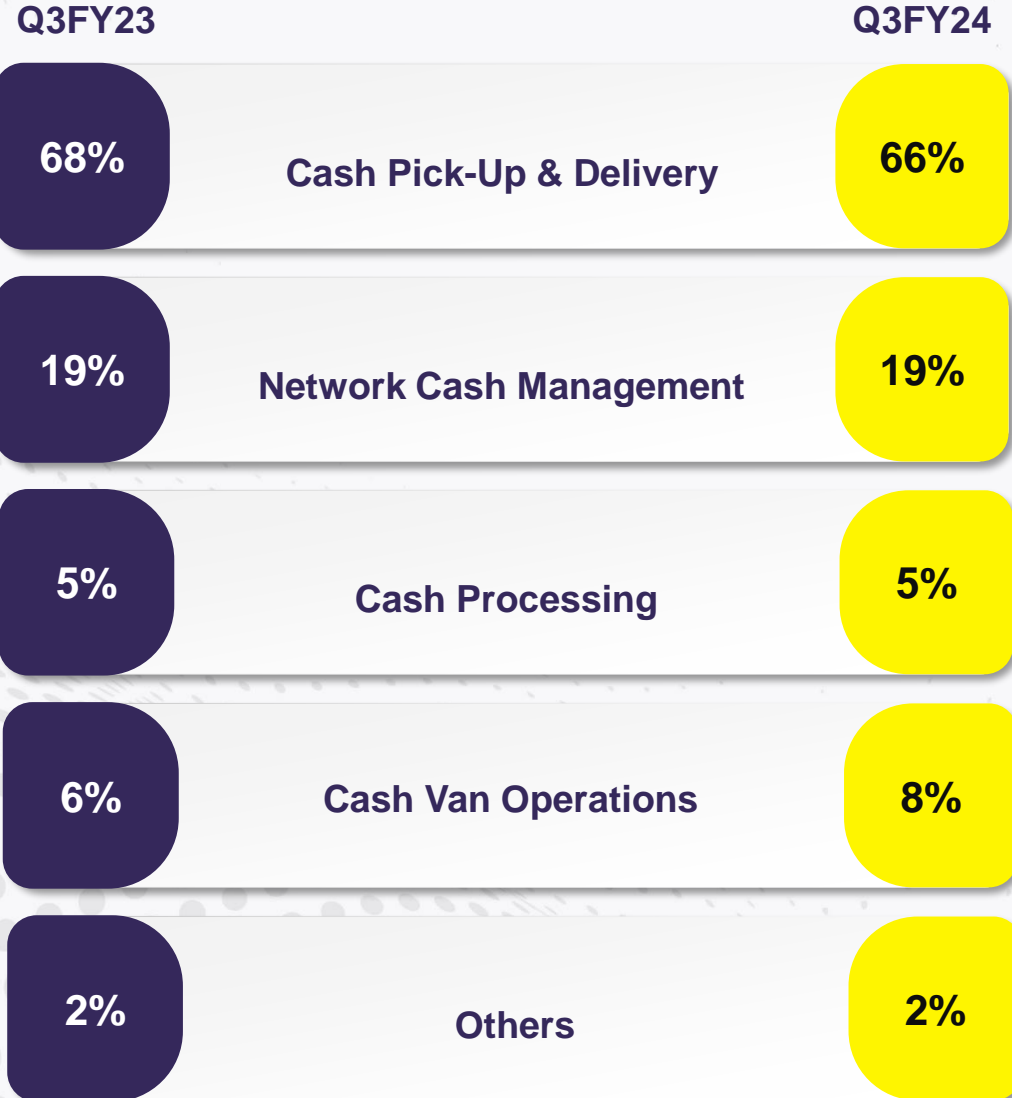 Q3FY23 Q3FY24
68% Cash Pick-Up & Delivery 66%
19% Network Cash Management 19%
5% Cash Processing 5%
6% Cash Van Operations 8%
2% Others 2%